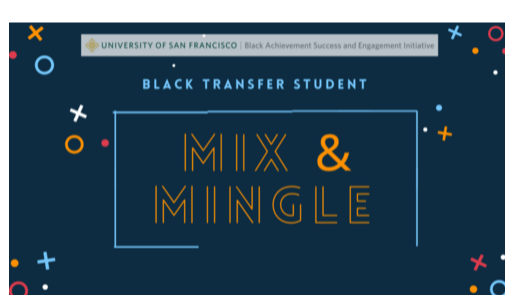 UNIVERSITY OF SAN FRANCISCO | Black Achievement Success and Engagement Initiative
BLACK TRANSFER STUDENT
MIX &
MINGLE